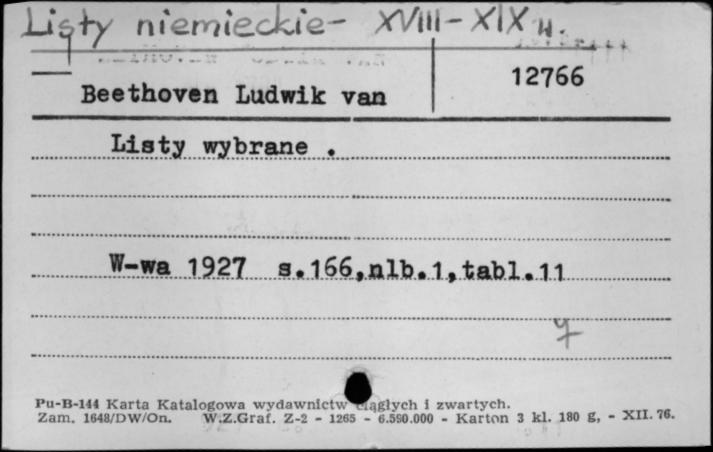 Listy niemieckie - XVIII - XIX w.
12766
Beethoven Ludwik van
Listy wybrane .
W-wa 1927 s.166,nlb.1,tabl.11
Pu-B-144 Karta Katalogowa wydawnictw ciągłych i zwartych.
Zam. 1648/DW/On. W.Z.Graf. Z-2 - 1265 - 6.590.000 - Karton 3 kl. 180 g, - XII. 76.